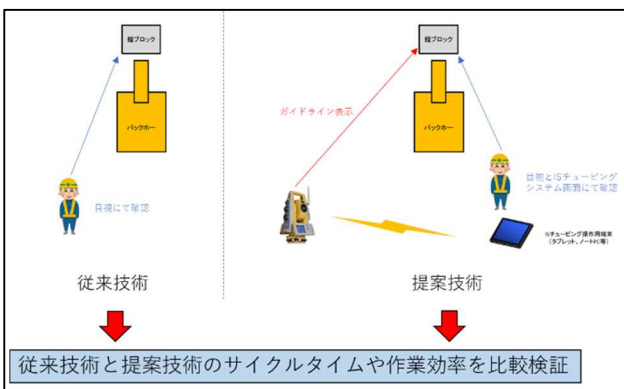 鎧ブロック
バックホー
目視にて確認
従来技術
鎧ブロック
バックホー
ガイドライン表示
目視とISチュービング
システム画面にて確認
ISチュービング操作用端末
(タブレット、ノートPC等)
提案技術
従来技術と提案技術のサイクルタイムや作業効率を比較検証